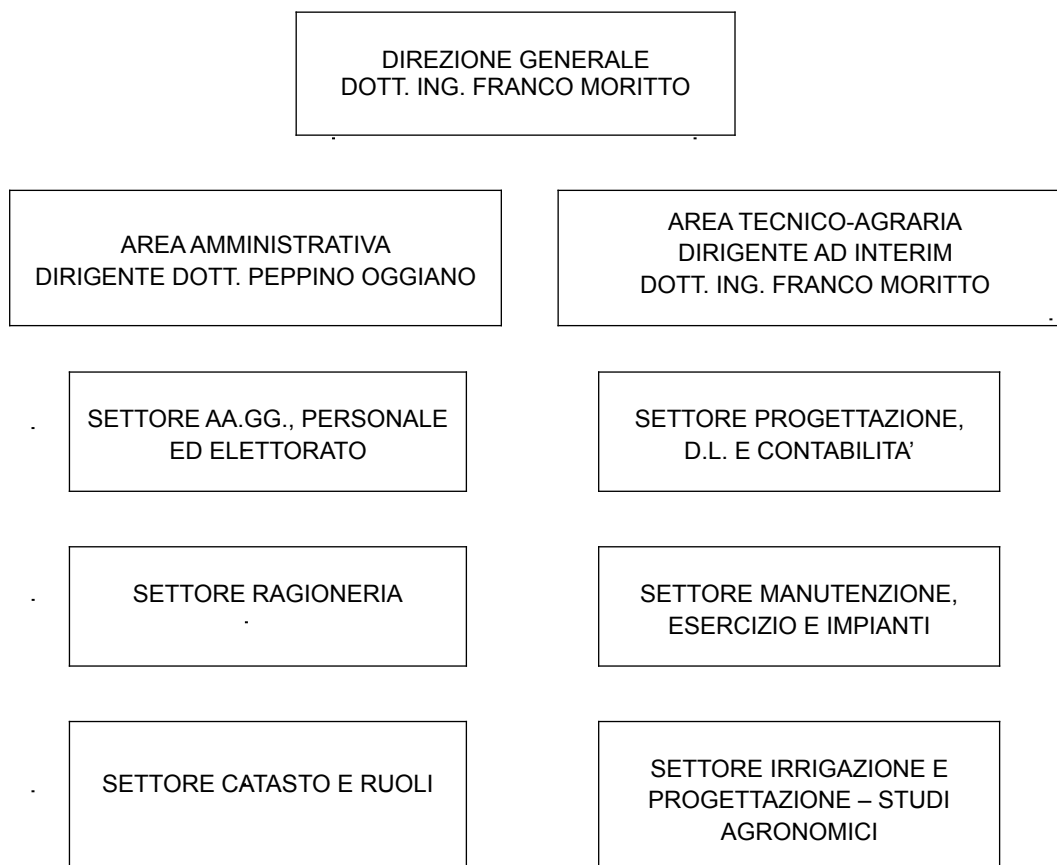 DIREZIONE GENERALE
DOTT. ING. FRANCO MORITTO
AREA AMMINISTRATIVA
DIRIGENTE DOTT. PEPPINO OGGIANO
AREA TECNICO-AGRARIA
DIRIGENTE AD INTERIM
DOTT. ING. FRANCO MORITTO
SETTORE AA.GG., PERSONALE
ED ELETTORATO
SETTORE PROGETTAZIONE,
D.L. E CONTABILITA’
SETTORE RAGIONERIA
SETTORE MANUTENZIONE,
ESERCIZIO E IMPIANTI
SETTORE CATASTO E RUOLI
SETTORE IRRIGAZIONE E
PROGETTAZIONE – STUDI
AGRONOMICI